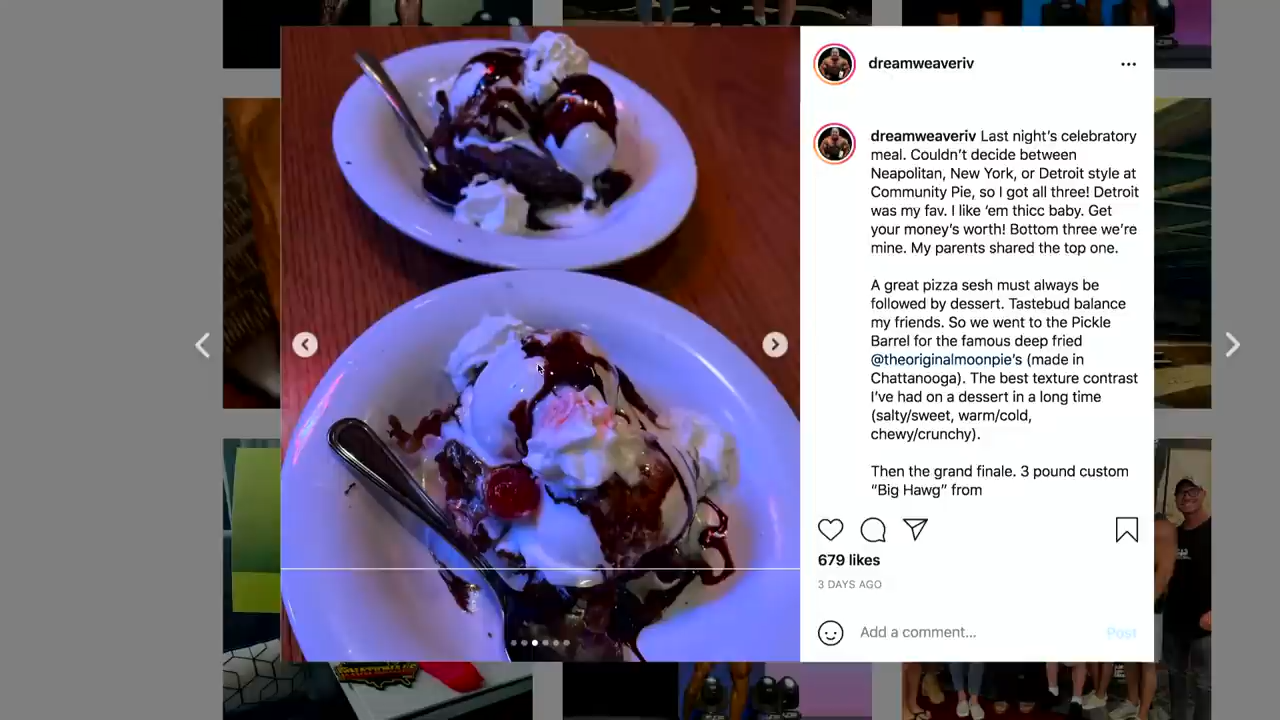 dreamweaveriv
dreamweaveriv Last night's celebratory
meal. Couldn't decide between
Neapolitan, New York, or Detroit style at
Community Pie, so I got all three! Detroit
was my fav. I like ‘em thicc baby. Get
your money's worth! Bottom three we're
mine. My parents shared the top one.
A great pizza sesh must always be
followed by dessert. Tastebud balance
my friends. So we went to the Pickle
Barrel for the famous deep fried
@theoriginalmoonpie's (made in
Chattanooga). The best texture contrast
I've had on a dessert in a long time
(salty/sweet, warm/cold,
chewy/crunchy).
Then the grand finale. 3 pound custom
“Big Hawg” from
679 likes
3 DAYS AGO
Add a comment...
Post